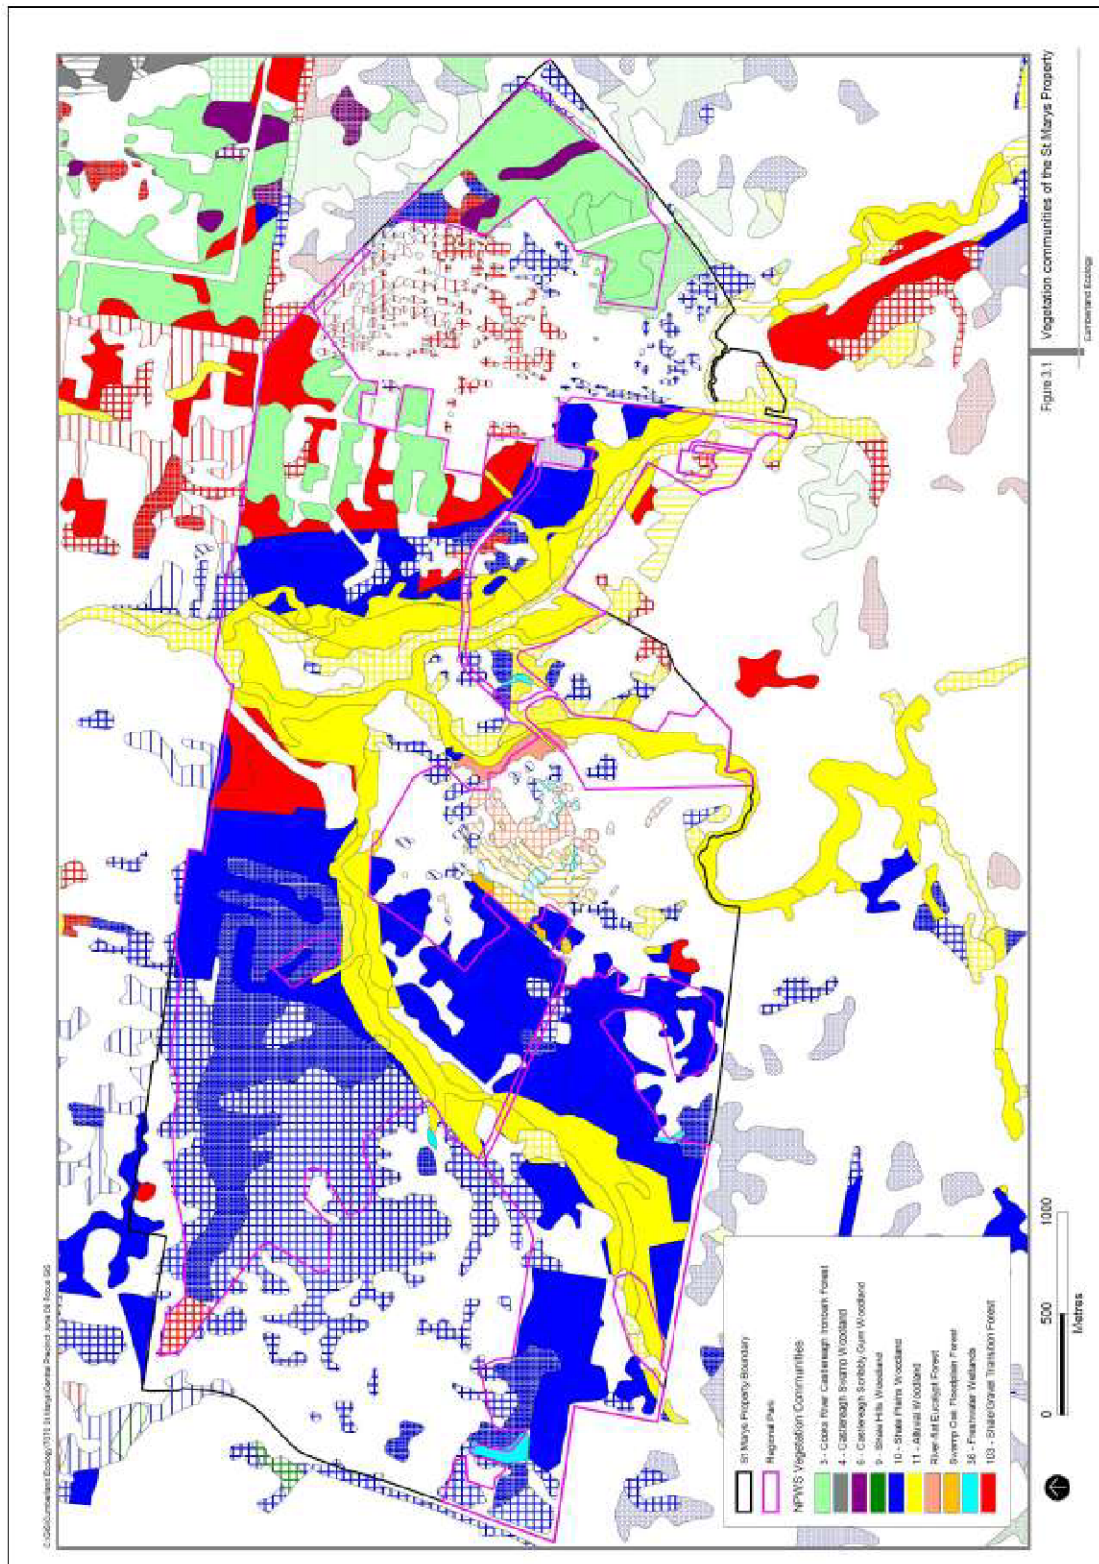 Figure 3.1 Vegetation communities of the St Marys Property
Cumberland Ecology
St Marys Property Boundary
Regional Park
NPWS Vegetation Communities
3 - Cooks River Castlereagh Ironbark Forest
4 - Castlereagh Swamp Woodland
6 - Castlereagh Scribbly Gum Woodland
9 - Shale Hills Woodland
10 - Shale Plains Woodland
11 - Alluvial Woodland
River-flat Eucalypt Forest
Swamp Oak Floodplain Forest
36 - Freshwater Wetlands
103 - Shale/Gravel Transition Forest
0 500 1000
Metres